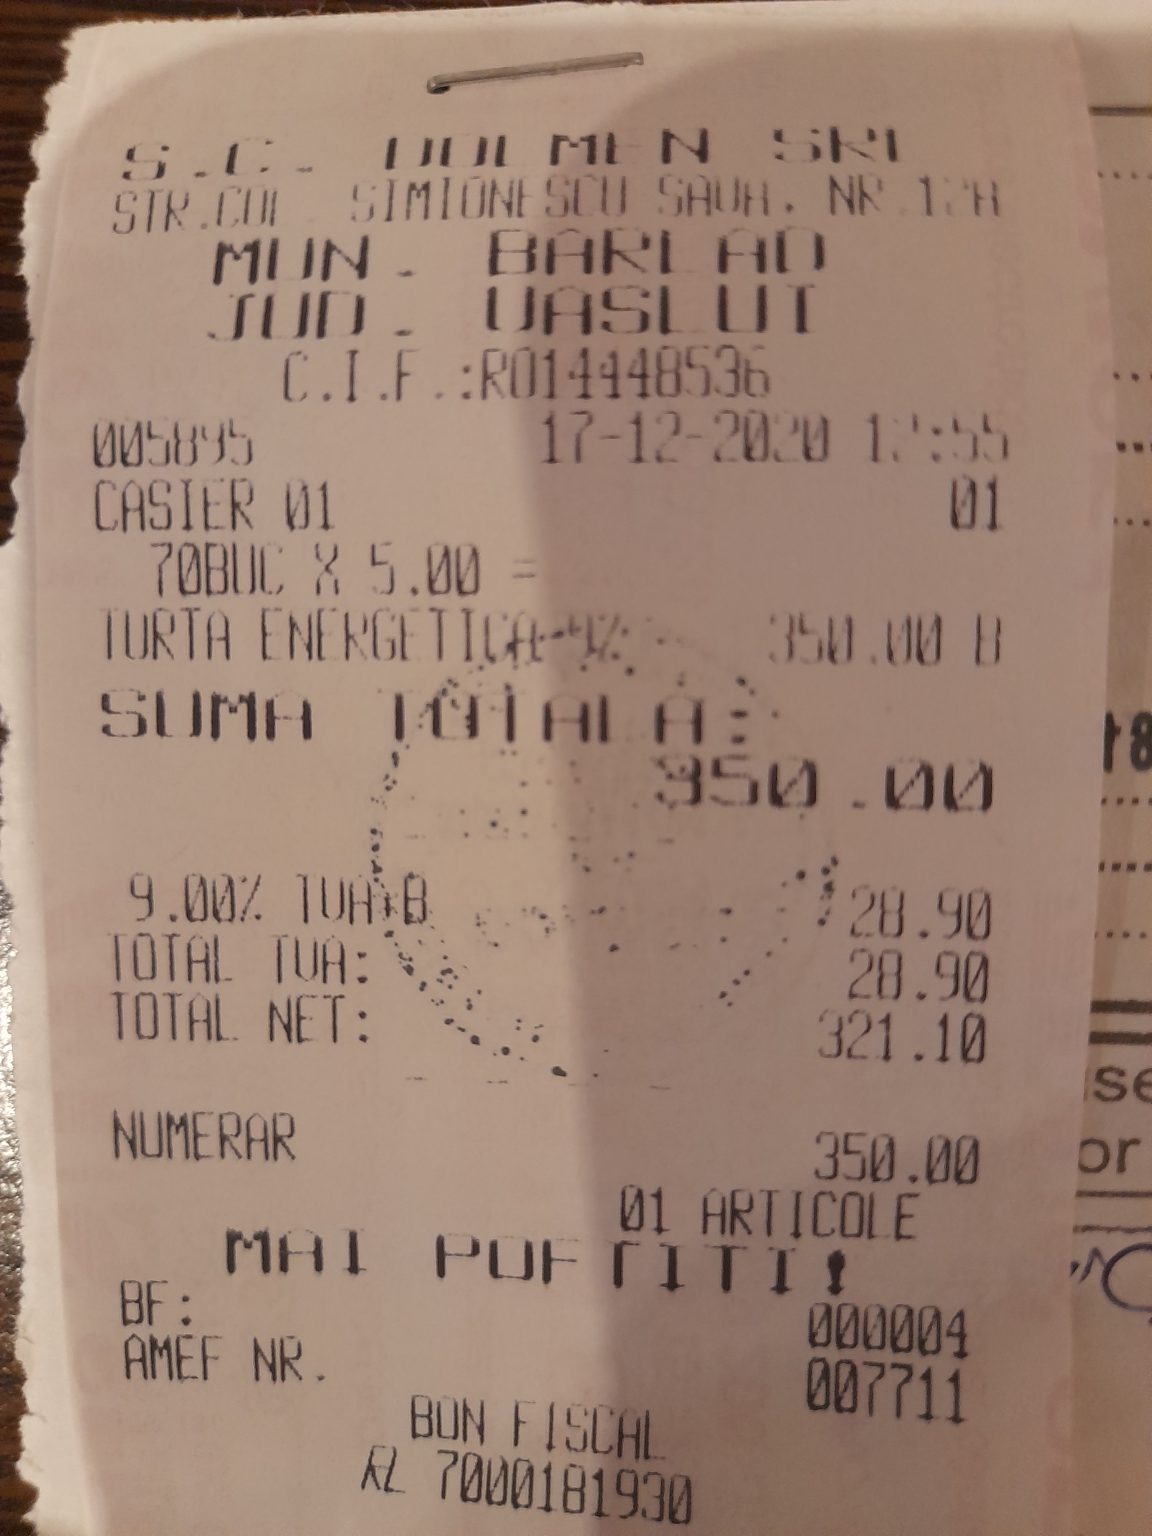 S.C. DOLMEN SRL
STR.COL. SIMIONESCU SAVA, NR.
MUN. BARLAD
JUD. VASLUI
C.I.F.:RO14448536
005895 17-12-2020
CASIER 01 01
70BUC X 5.00 =
TURTA ENERGETICA 350.00 B
SUMA TOTALA:
350.00
9.00% TVA B 28.90
TOTAL TVA: 28.90
TOTAL NET: 321.10
NUMERAR 350.00
01 ARTICOLE
MAI POFTITI!
BF: 000004
AMEF NR. 007711
BON FISCAL
7000181930
or